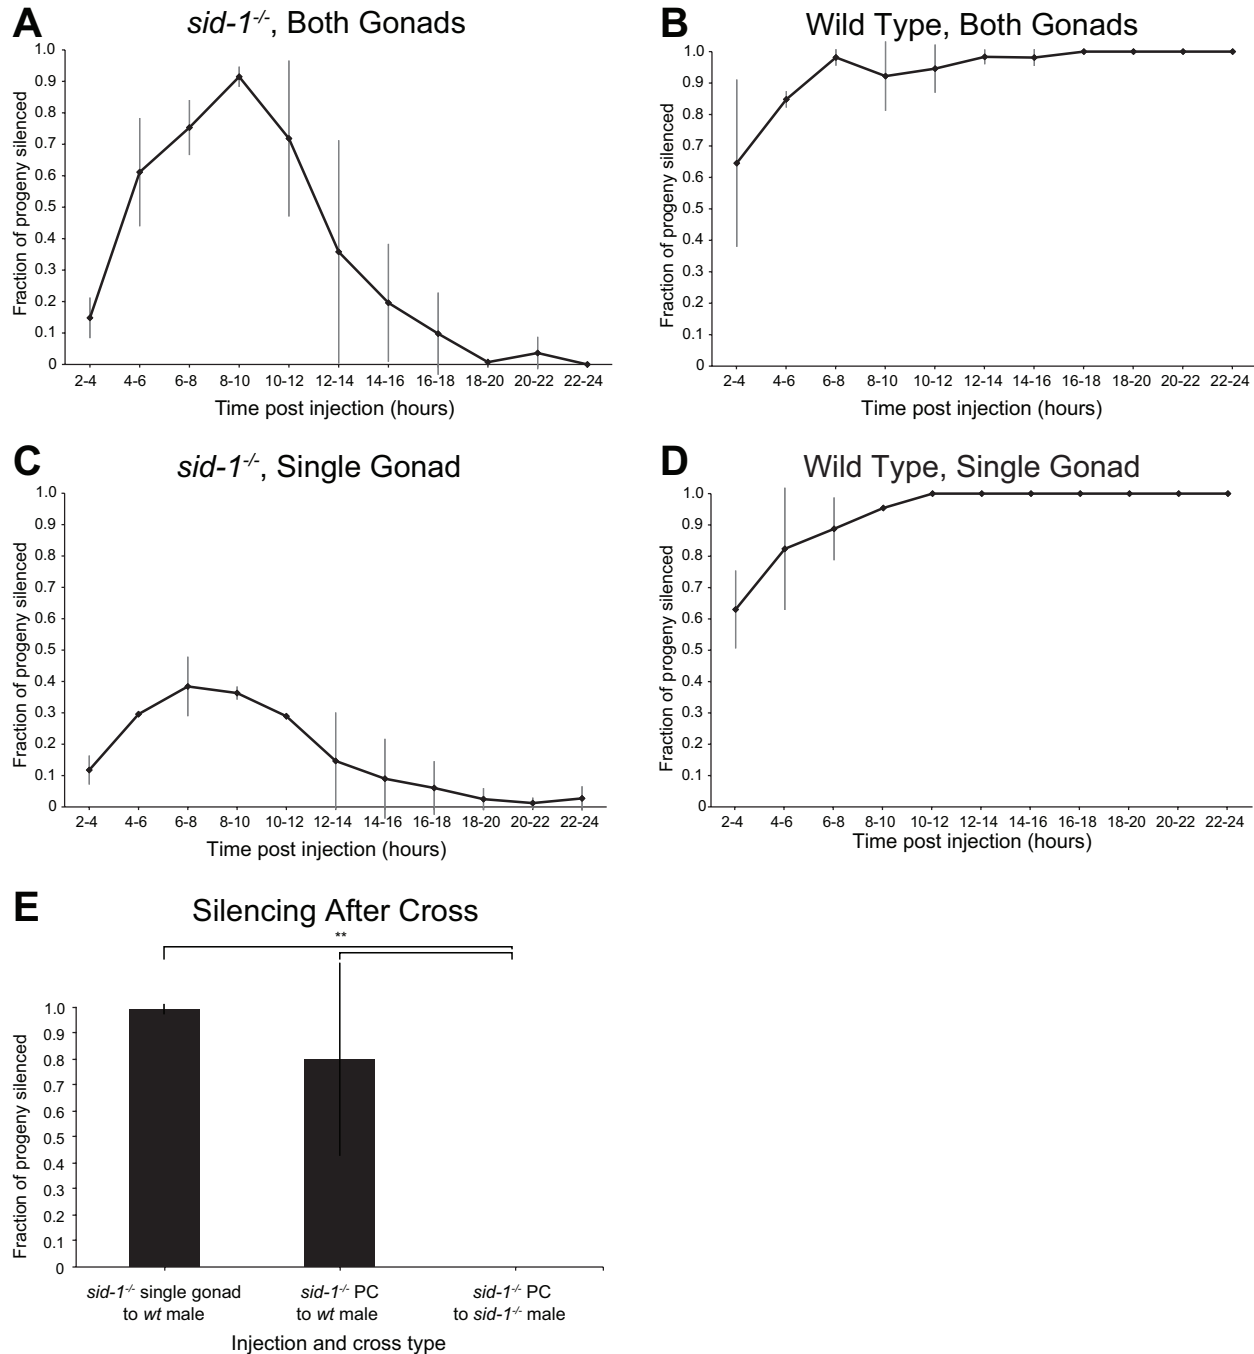 A
sid-1-/-, Both Gonads
Fraction of progeny silenced
1.0
0.9
0.8
0.7
0.6
0.5
0.4
0.3
0.2
0.1
0
2-4 4-6 6-8 8-10 10-12 12-14 14-16 16-18 18-20 20-22 22-24
Time post injection (hours)
B
Wild Type, Both Gonads
Fraction of progeny silenced
1.0
0.9
0.8
0.7
0.6
0.5
0.4
0.3
0.2
0.1
0
2-4 4-6 6-8 8-10 10-12 12-14 14-16 16-18 18-20 20-22 22-24
Time post injection (hours)
C
sid-1-/-, Single Gonad
Fraction of progeny silenced
1.0
0.9
0.8
0.7
0.6
0.5
0.4
0.3
0.2
0.1
0
2-4 4-6 6-8 8-10 10-12 12-14 14-16 16-18 18-20 20-22 22-24
Time post injection (hours)
D
Wild Type, Single Gonad
Fraction of progeny silenced
1.0
0.9
0.8
0.7
0.6
0.5
0.4
0.3
0.2
0.1
0
2-4 4-6 6-8 8-10 10-12 12-14 14-16 16-18 18-20 20-22 22-24
Time post injection (hours)
E
Silencing After Cross
**
Fraction of progeny silenced
1.0
0.9
0.8
0.7
0.6
0.5
0.4
0.3
0.2
0.1
0
sid-1-/- single gonad
to wt male
sid-1-/- PC
to wt male
sid-1-/- PC
to sid-1-/- male
Injection and cross type